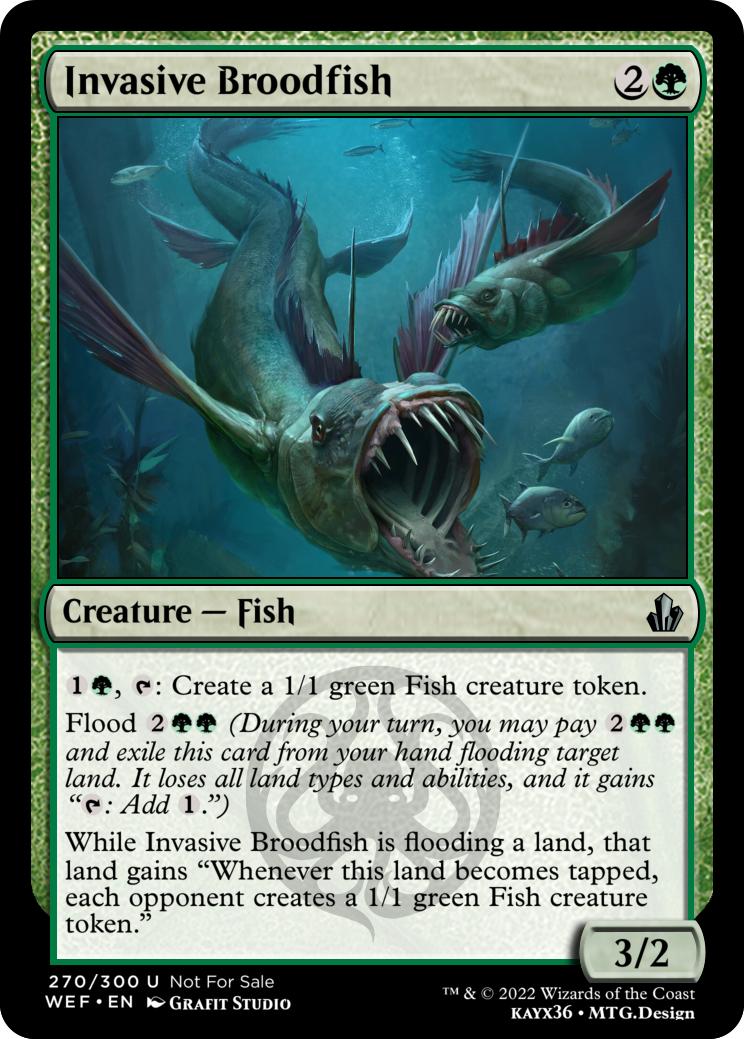 Invasive Broodfish 2
Creature — Fish
1, : Create a 1/1 green Fish creature token.
Flood 2 (During your turn, you may pay 2
and exile this card from your hand flooding target
land. It loses all land types and abilities, and it gains
“: Add 1.”)
While Invasive Broodfish is flooding a land, that
land gains “Whenever this land becomes tapped,
each opponent creates a 1/1 green Fish creature
token.”
3/2
270/300 U Not For Sale
WEF • EN GRAFIT STUDIO
™ & © 2022 Wizards of the Coast
KAYX36 • MTG.Design